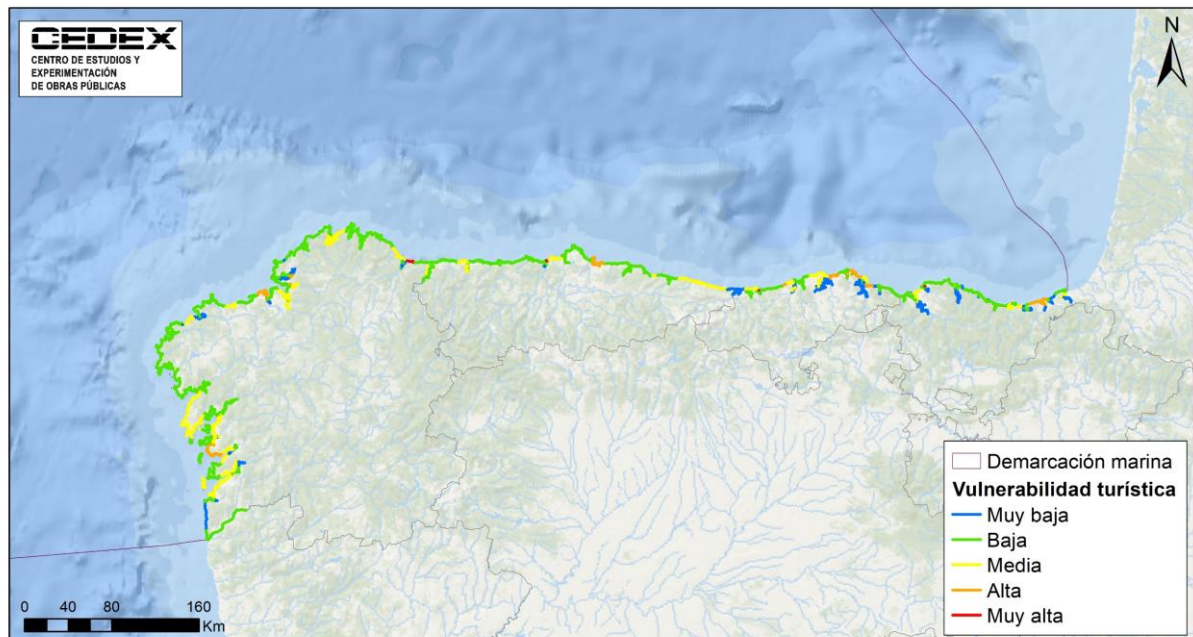 CEDEX
CENTRO DE ESTUDIOS Y
EXPERIMENTACIÓN
DE OBRAS PÚBLICAS
N
Demarcación marina
Vulnerabilidad turística
Muy baja
Baja
Media
Alta
Muy alta
0 40 80 160
Km